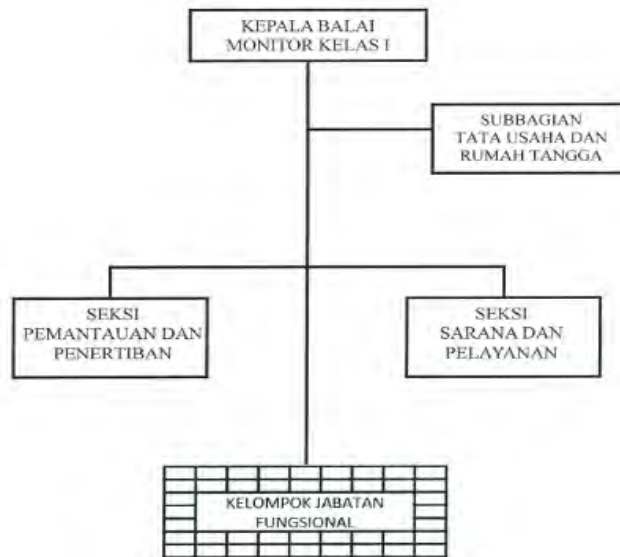 KEPALA BALAI
MONITOR KELAS I
SUBBAGIAN
TATA USAHA DAN
RUMAH TANGGA
SEKSI
PEMANTAUAN DAN
PENERTIBAN
SEKSI
SARANA DAN
PELAYANAN
KELOMPOK JABATAN
FUNGSIONAL